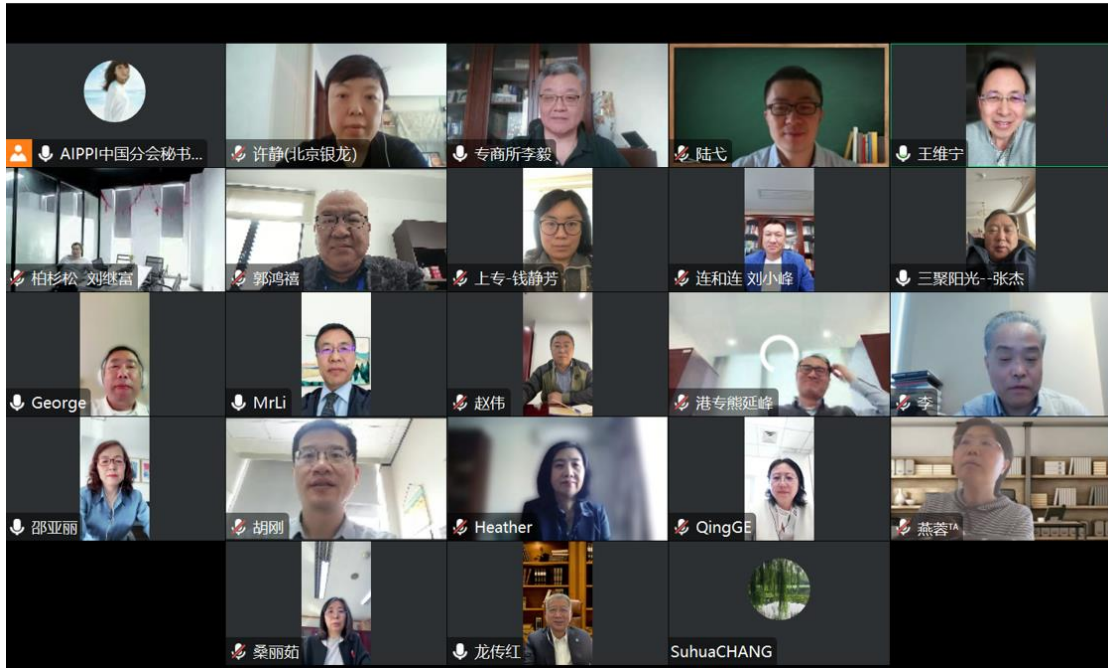 AIPPI中国分会秘书...
许静(北京银龙)
专商所李毅
陆弋
王维宁
柏杉松 刘继富
郭鸿禧
上专-钱静芳
连和连 刘小峰
三聚阳光--张杰
George
MrLi
赵伟
港专熊延峰
李
邵亚丽
胡刚
Heather
QingGE
燕蓉ᵀᴬ
桑丽茹
龙传红
SuhuaCHANG